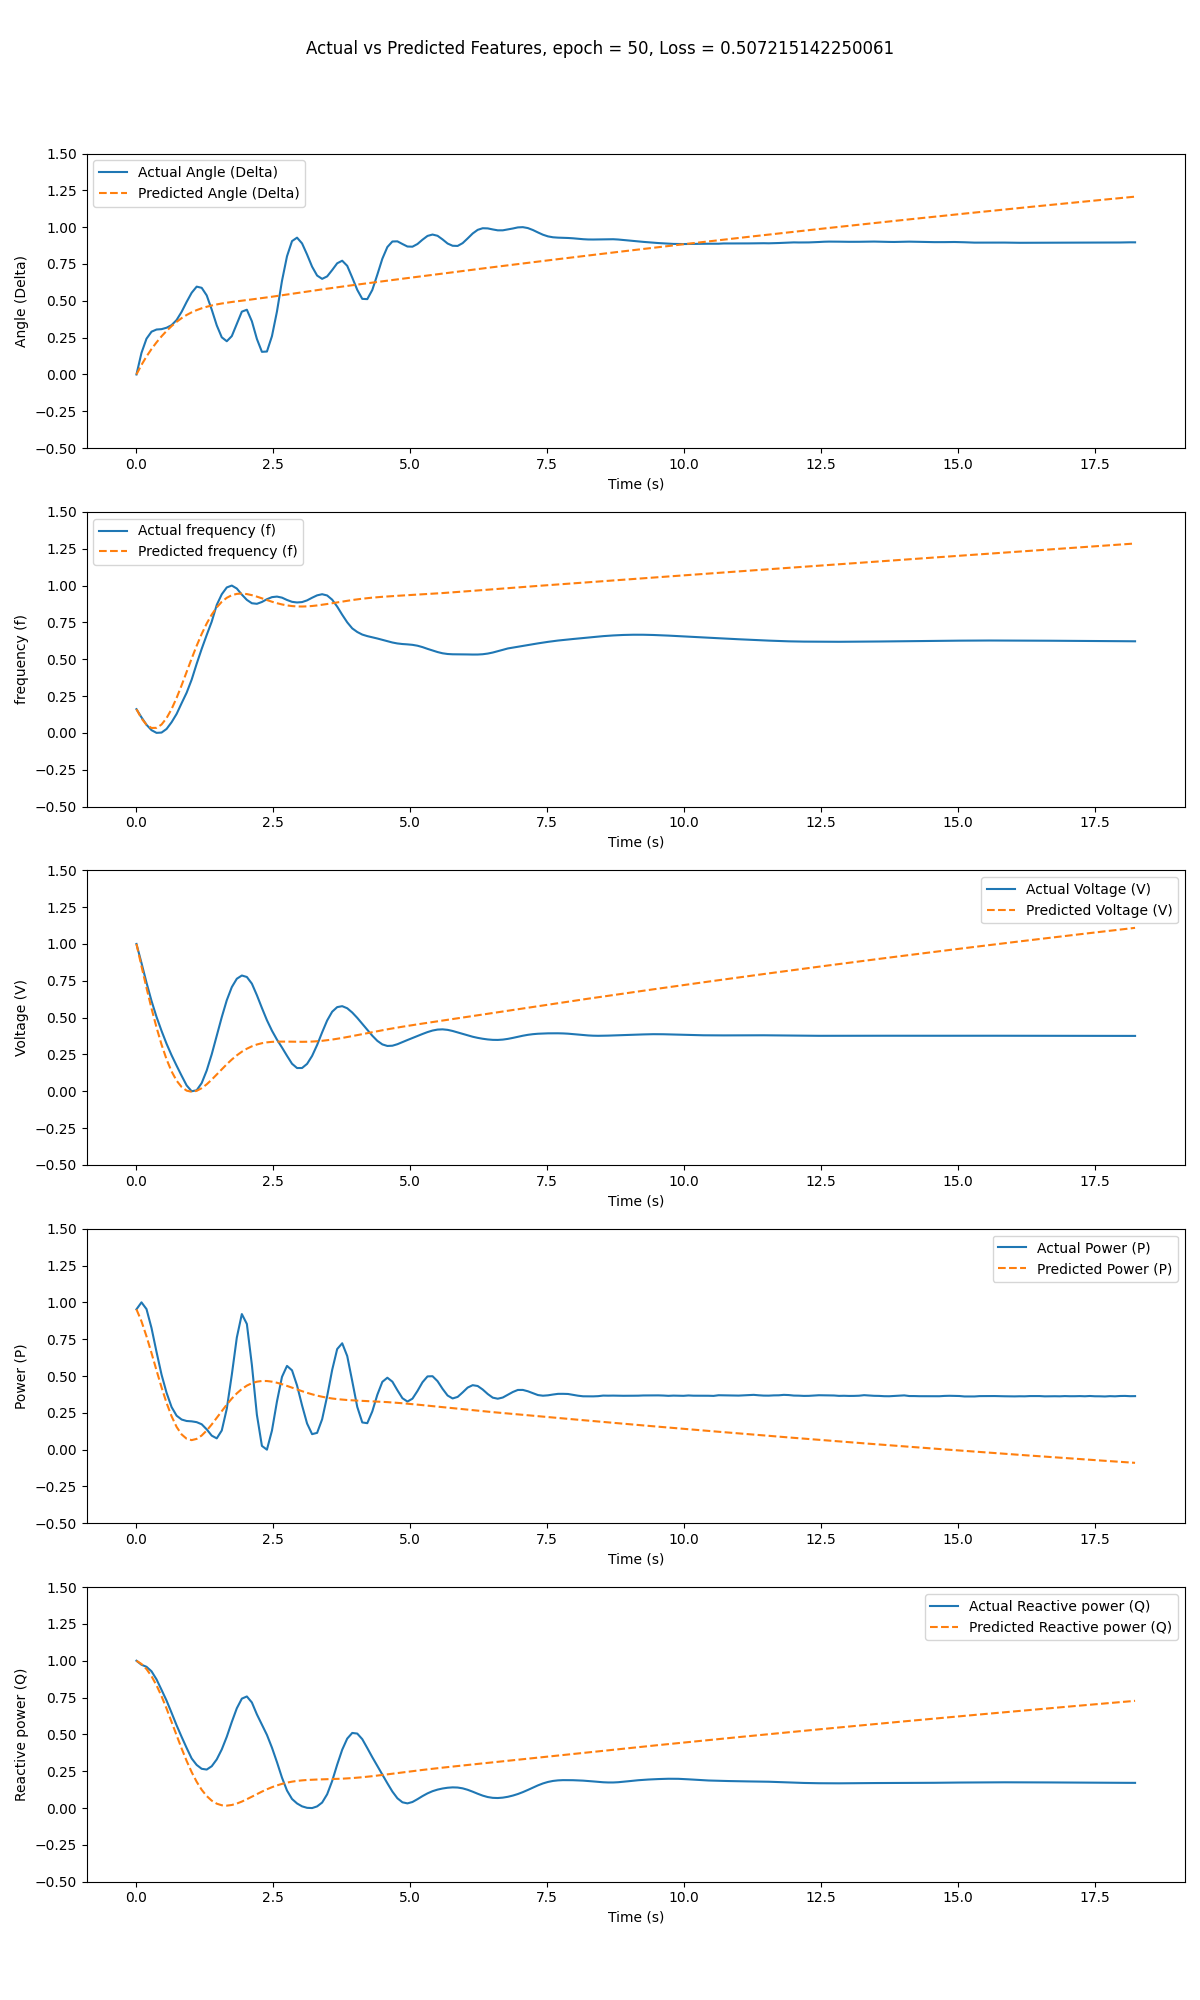 Actual vs Predicted Features, epoch = 50, Loss = 0.507215142250061
1.50
1.25
1.00
0.75
0.50
0.25
0.00
−0.25
−0.50
Angle (Delta)
Actual Angle (Delta)
Predicted Angle (Delta)
0.0 2.5 5.0 7.5 10.0 12.5 15.0 17.5
Time (s)
1.50
1.25
1.00
0.75
0.50
0.25
0.00
−0.25
−0.50
frequency (f)
Actual frequency (f)
Predicted frequency (f)
0.0 2.5 5.0 7.5 10.0 12.5 15.0 17.5
Time (s)
1.50
1.25
1.00
0.75
0.50
0.25
0.00
−0.25
−0.50
Voltage (V)
Actual Voltage (V)
Predicted Voltage (V)
0.0 2.5 5.0 7.5 10.0 12.5 15.0 17.5
Time (s)
1.50
1.25
1.00
0.75
0.50
0.25
0.00
−0.25
−0.50
Power (P)
Actual Power (P)
Predicted Power (P)
0.0 2.5 5.0 7.5 10.0 12.5 15.0 17.5
Time (s)
1.50
1.25
1.00
0.75
0.50
0.25
0.00
−0.25
−0.50
Reactive power (Q)
Actual Reactive power (Q)
Predicted Reactive power (Q)
0.0 2.5 5.0 7.5 10.0 12.5 15.0 17.5
Time (s)